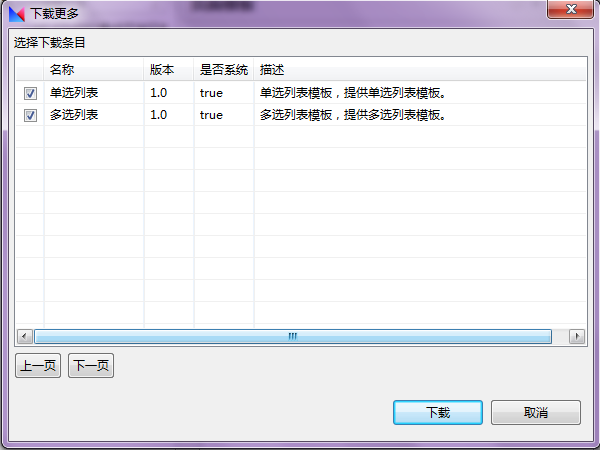 下载更多
选择下载条目
名称 版本 是否系统 描述
单选列表 1.0 true 单选列表模板，提供单选列表模板。
多选列表 1.0 true 多选列表模板，提供多选列表模板。
上一页 下一页
下载 取消